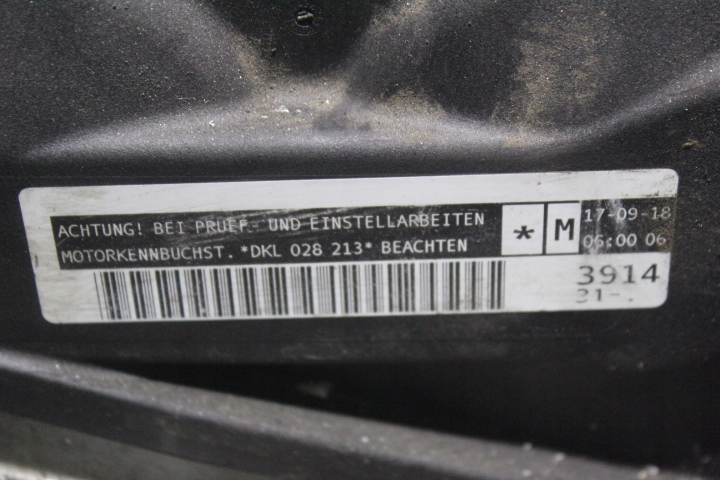 ACHTUNG! BEI PRUEF- UND EINSTELLARBEITEN
MOTORKENNBUCHST. *DKL 028 213* BEACHTEN
* M
17-09-18
06:00 06
3914